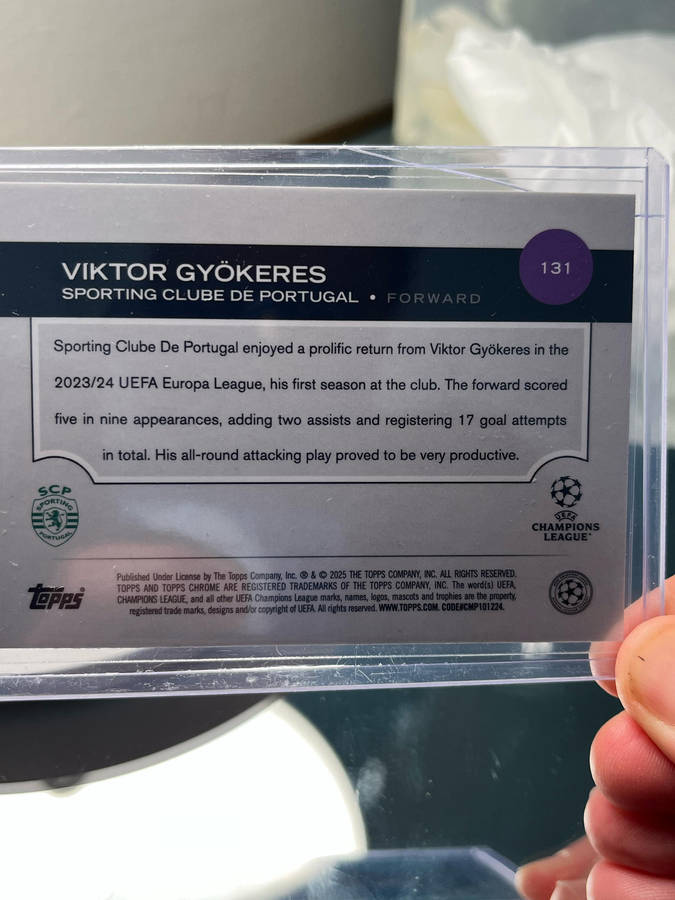 VIKTOR GYÖKERES
131
SPORTING CLUBE DE PORTUGAL • FORWARD
Sporting Clube De Portugal enjoyed a prolific return from Viktor Gyökeres in the
2023/24 UEFA Europa League, his first season at the club. The forward scored
five in nine appearances, adding two assists and registering 17 goal attempts
in total. His all-round attacking play proved to be very productive.
SCP
SPORTING
PORTUGAL
UEFA
CHAMPIONS
LEAGUE
Topps
Published Under License by The Topps Company, Inc. ® & © 2025 THE TOPPS COMPANY, INC. ALL RIGHTS RESERVED.
TOPPS AND TOPPS CHROME ARE REGISTERED TRADEMARKS OF THE TOPPS COMPANY, INC. The word(s) UEFA,
CHAMPIONS LEAGUE, and all other UEFA Champions League marks, names, logos, mascots and trophies are the property,
registered trade marks, designs and/or copyright of UEFA. All rights reserved. WWW.TOPPS.COM. CODE#CMP101224.